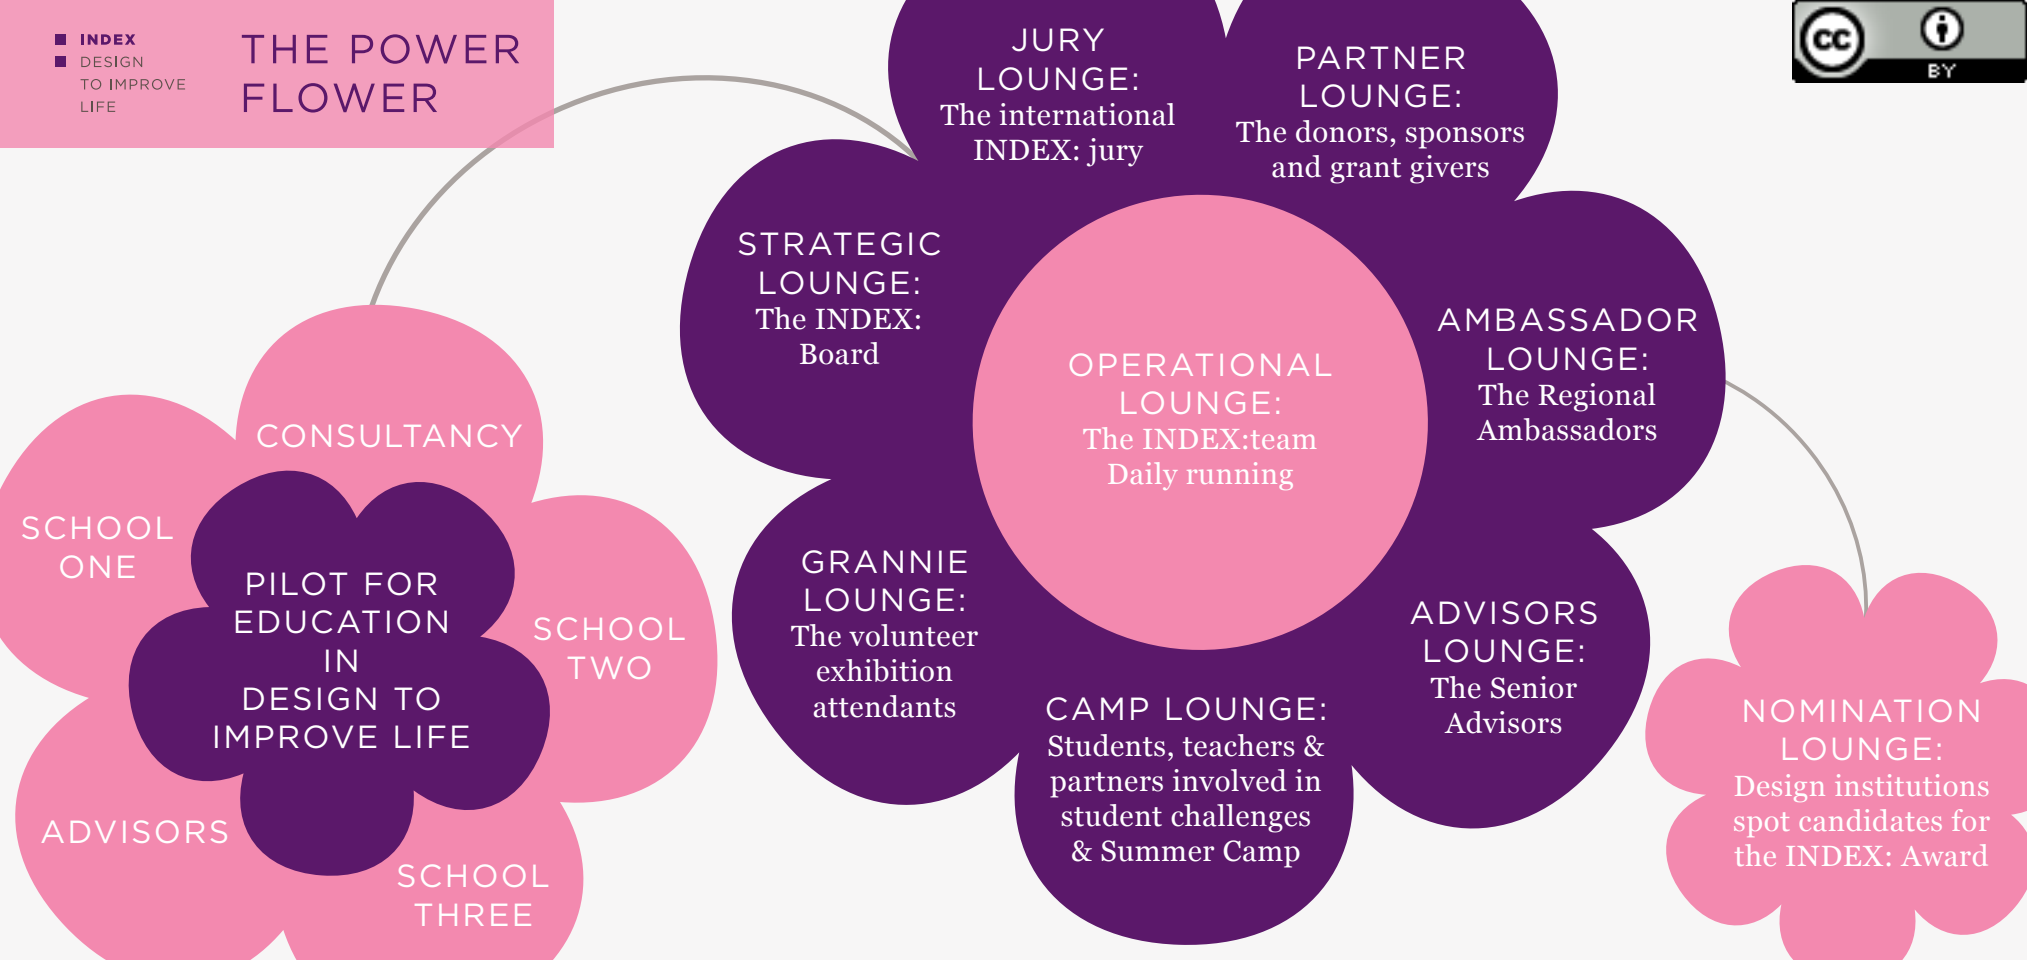 INDEX
DESIGN
TO IMPROVE
LIFE
THE POWER
FLOWER
JURY
LOUNGE:
The international
INDEX: jury
PARTNER
LOUNGE:
The donors, sponsors
and grant givers
cc
BY
STRATEGIC
LOUNGE:
The INDEX:
Board
OPERATIONAL
LOUNGE:
The INDEX:team
Daily running
AMBASSADOR
LOUNGE:
The Regional
Ambassadors
CONSULTANCY
SCHOOL
ONE
PILOT FOR
EDUCATION
IN
DESIGN TO
IMPROVE LIFE
SCHOOL
TWO
ADVISORS
SCHOOL
THREE
GRANNIE
LOUNGE:
The volunteer
exhibition
attendants
CAMP LOUNGE:
Students, teachers &
partners involved in
student challenges
& Summer Camp
ADVISORS
LOUNGE:
The Senior
Advisors
NOMINATION
LOUNGE:
Design institutions
spot candidates for
the INDEX: Award